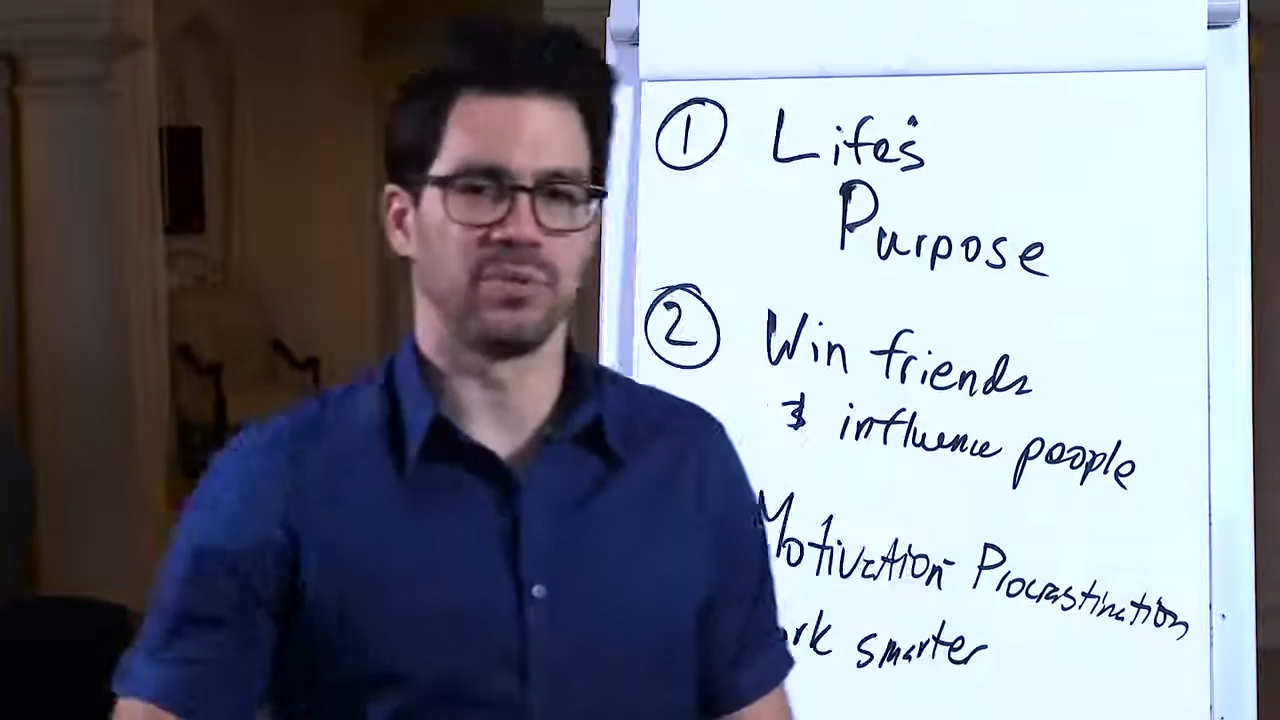 ① Life's
Purpose
② Win friends
& influence people
Motivation Procrastination
smarter